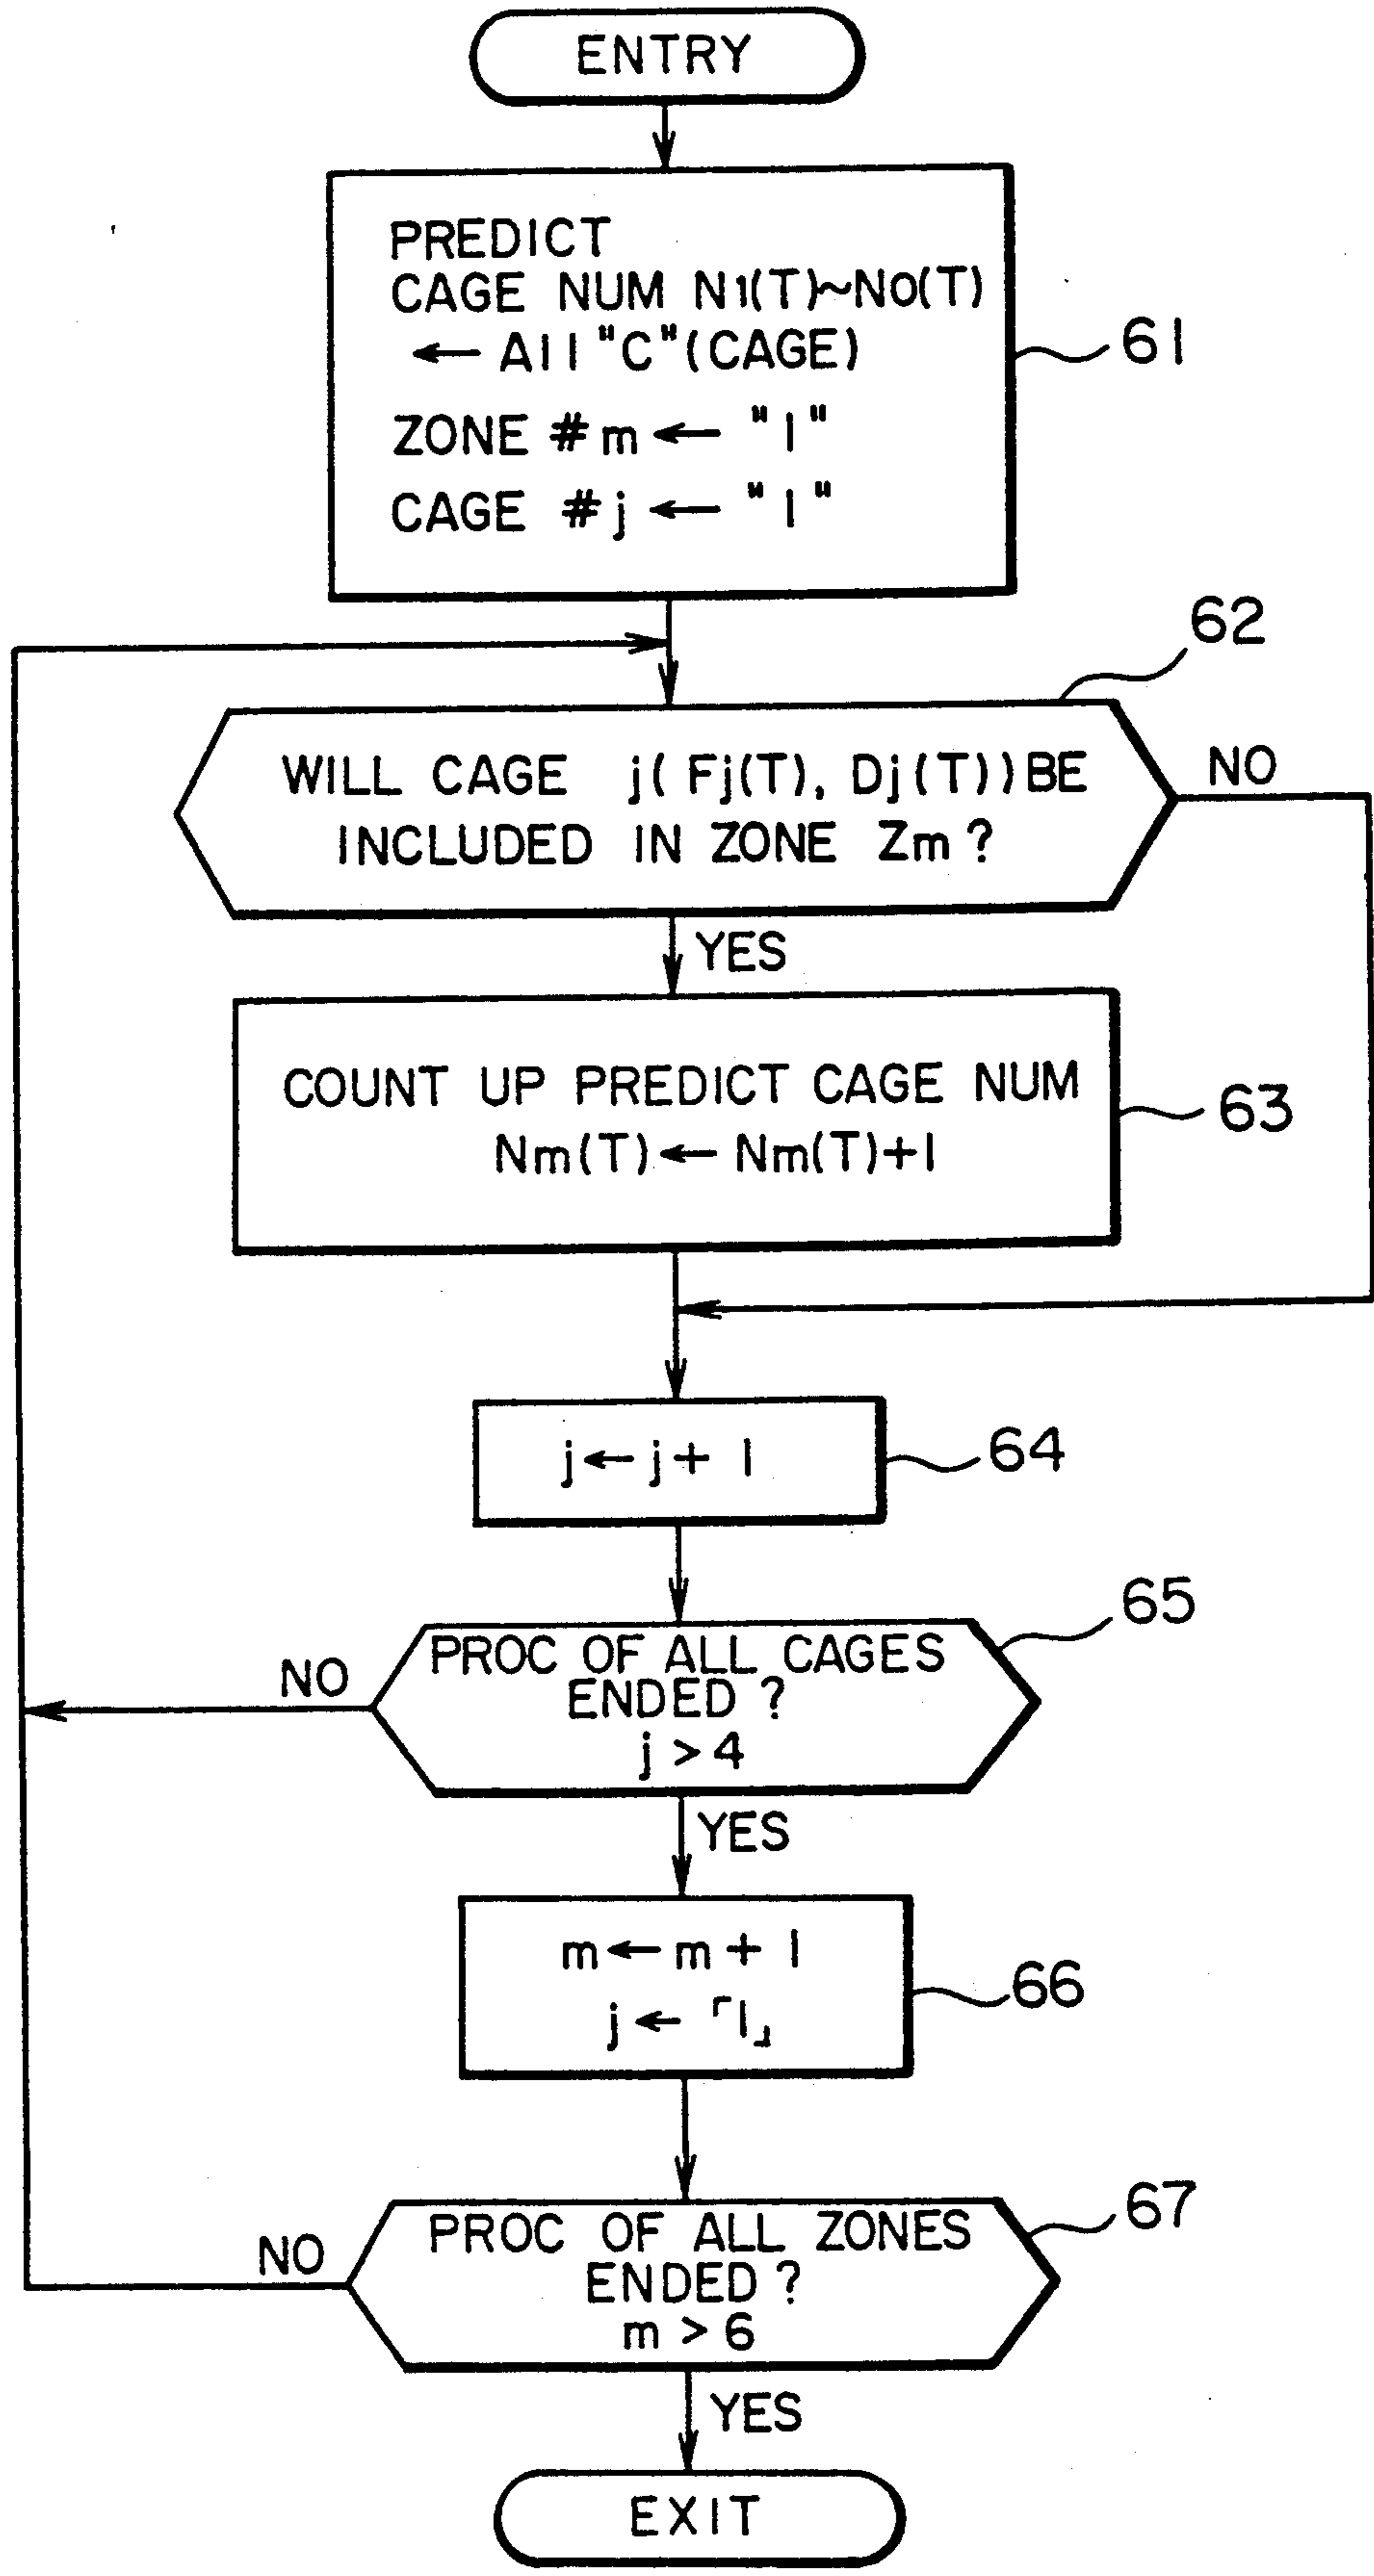 ENTRY
PREDICT
CAGE NUM N1(T)~No(T)
← All "C"(CAGE)
ZONE #m ← "1"
CAGE #j ← "1"
61
62
WILL CAGE j(Fj(T), Dj(T)) BE
INCLUDED IN ZONE Zm?
NO
YES
COUNT UP PREDICT CAGE NUM
Nm(T) ← Nm(T)+1
63
j ← j + 1
64
65
PROC OF ALL CAGES
ENDED?
j > 4
NO
YES
m ← m + 1
j ← 「1」
66
67
PROC OF ALL ZONES
ENDED?
m > 6
NO
YES
EXIT